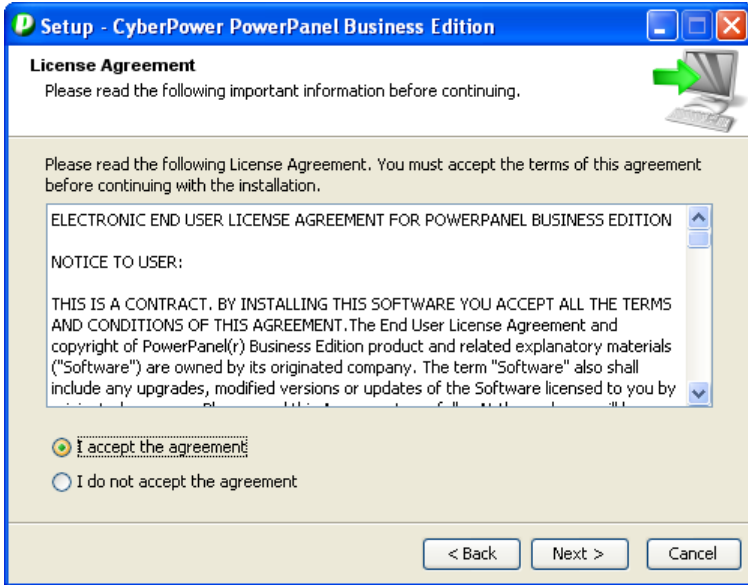 Setup - CyberPower PowerPanel Business Edition
License Agreement
Please read the following important information before continuing.
Please read the following License Agreement. You must accept the terms of this agreement
before continuing with the installation.
ELECTRONIC END USER LICENSE AGREEMENT FOR POWERPANEL BUSINESS EDITION
NOTICE TO USER:
THIS IS A CONTRACT. BY INSTALLING THIS SOFTWARE YOU ACCEPT ALL THE TERMS
AND CONDITIONS OF THIS AGREEMENT.The End User License Agreement and
copyright of PowerPanel(r) Business Edition product and related explanatory materials
("Software") are owned by its originated company. The term "Software" also shall
include any upgrades, modified versions or updates of the Software licensed to you by
I accept the agreement
I do not accept the agreement
< Back
Next >
Cancel